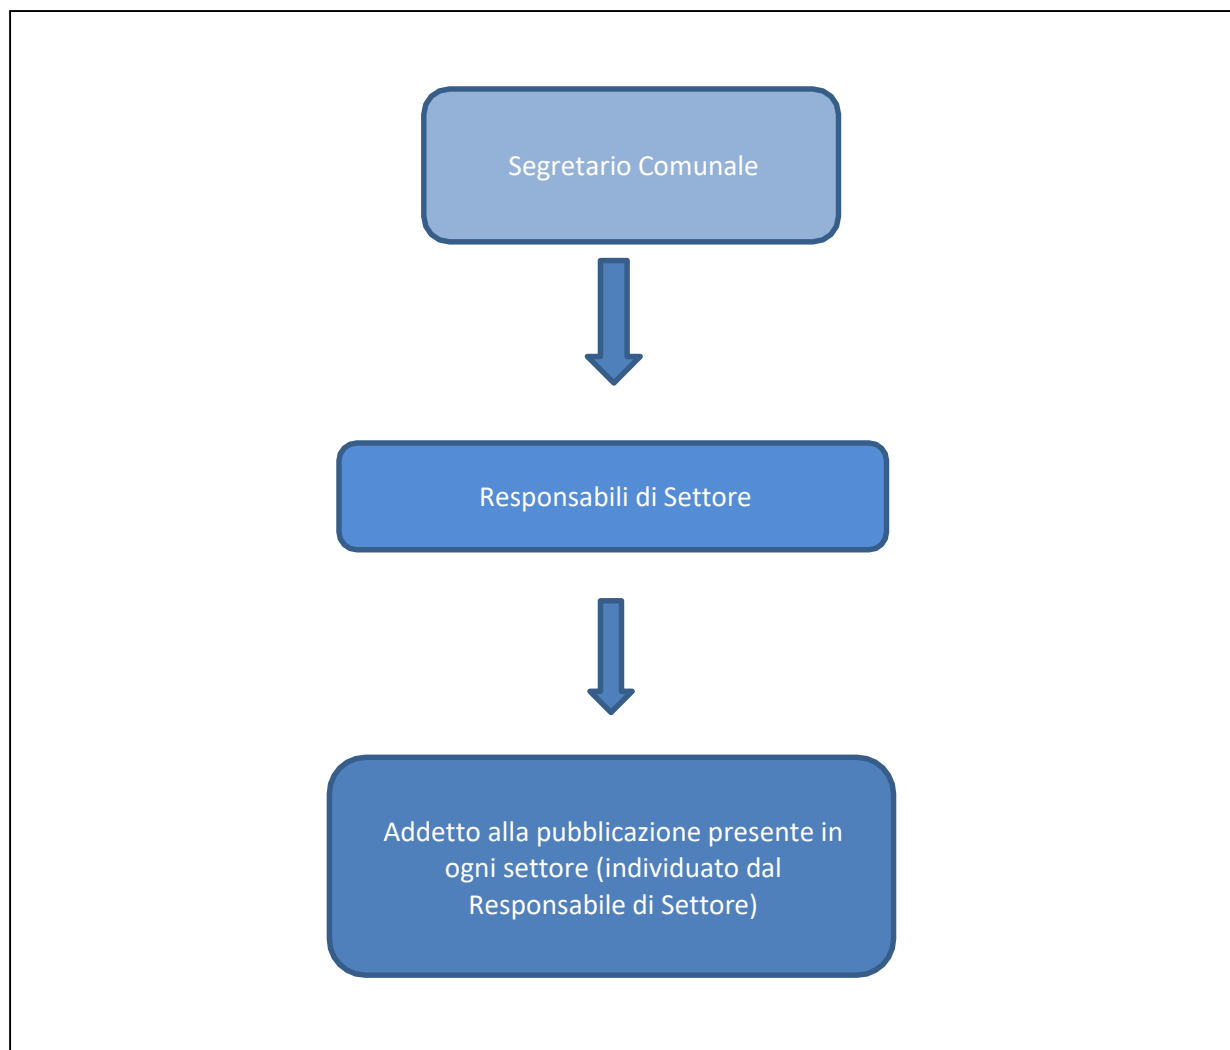 Segretario Comunale
Responsabili di Settore
Addetto alla pubblicazione presente in
ogni settore (individuato dal
Responsabile di Settore)